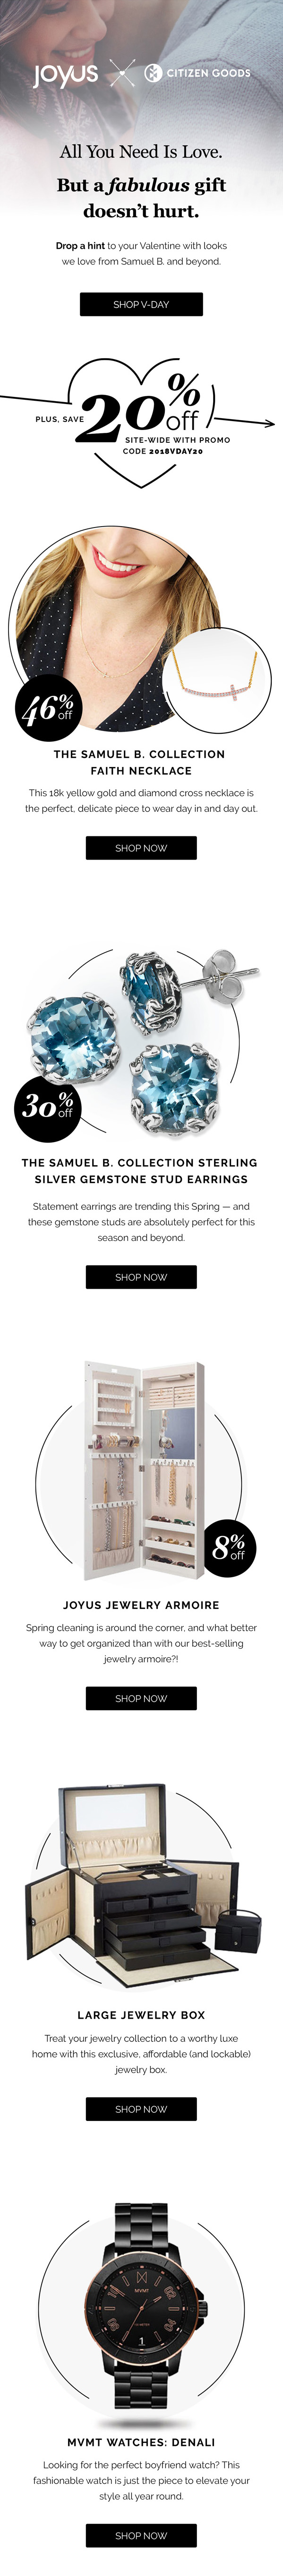 JOYUS CITIZEN GOODS
All You Need Is Love.
But a fabulous gift
doesn't hurt.
Drop a hint to your Valentine with looks
we love from Samuel B. and beyond.
SHOP V-DAY
PLUS, SAVE 20% off
SITE-WIDE WITH PROMO
CODE 2018VDAY20
46% off
THE SAMUEL B. COLLECTION
FAITH NECKLACE
This 18k yellow gold and diamond cross necklace is
the perfect, delicate piece to wear day in and day out.
SHOP NOW
30% off
THE SAMUEL B. COLLECTION STERLING
SILVER GEMSTONE STUD EARRINGS
Statement earrings are trending this Spring — and
these gemstone studs are absolutely perfect for this
season and beyond.
SHOP NOW
8% off
JOYUS JEWELRY ARMOIRE
Spring cleaning is around the corner, and what better
way to get organized than with our best-selling
jewelry armoire?!
SHOP NOW
LARGE JEWELRY BOX
Treat your jewelry collection to a worthy luxe
home with this exclusive, affordable (and lockable)
jewelry box.
SHOP NOW
MVMT
1
MVMT WATCHES: DENALI
Looking for the perfect boyfriend watch? This
fashionable watch is just the piece to elevate your
style all year round.
SHOP NOW